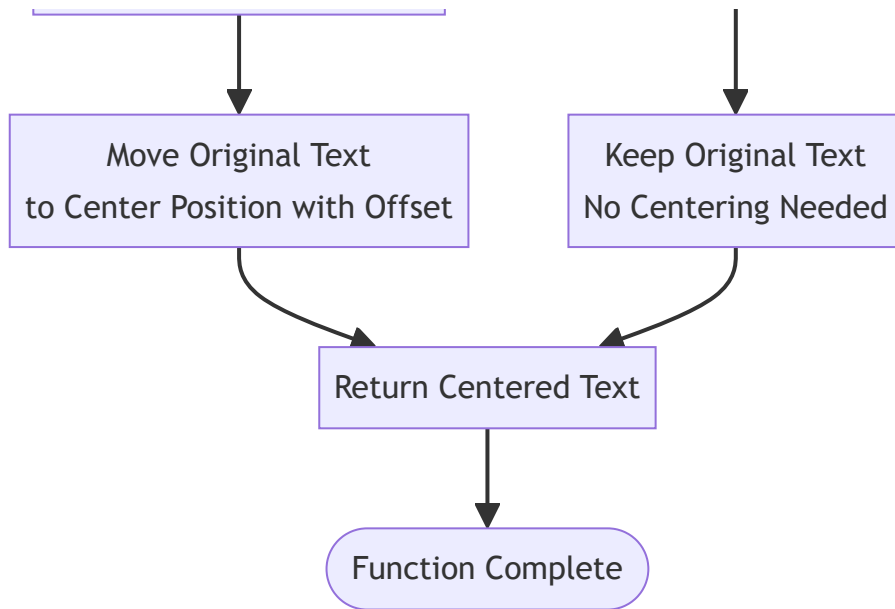 Move Original Text
to Center Position with Offset
Keep Original Text
No Centering Needed
Return Centered Text
Function Complete